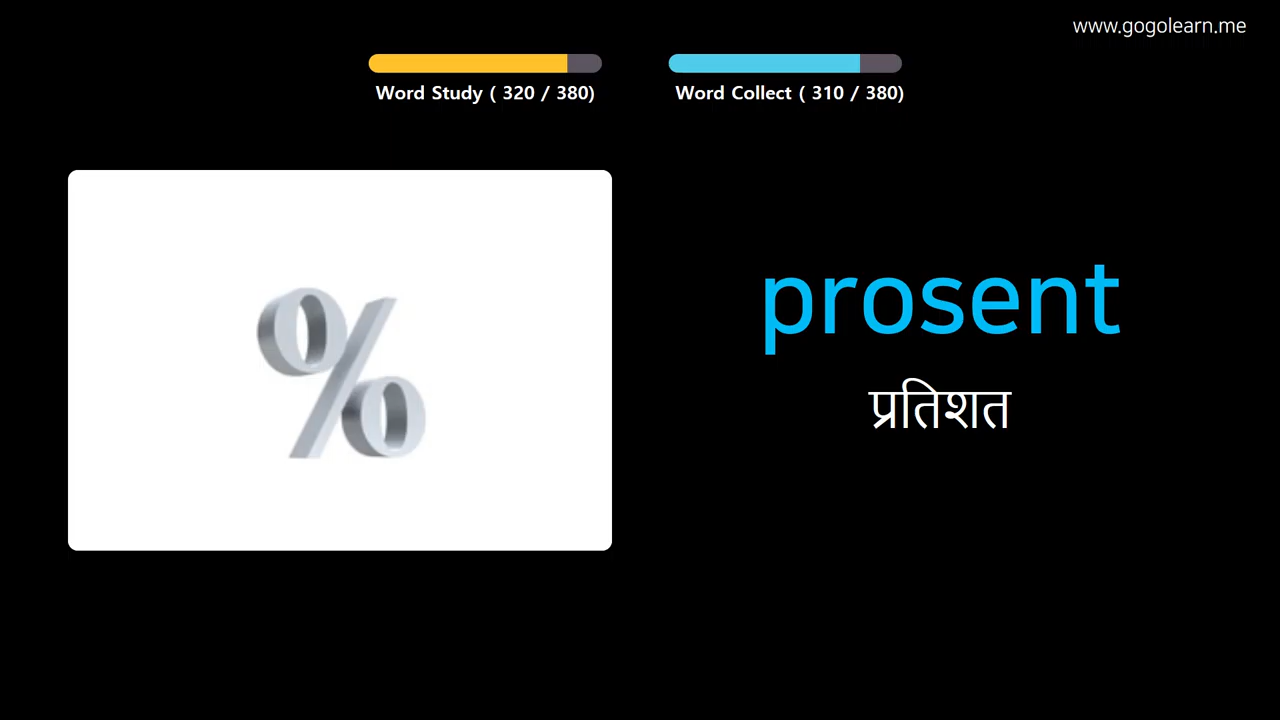 www.gogolearn.me
Word Study ( 320 / 380)
Word Collect ( 310 / 380)
%
prosent
प्रतिशत